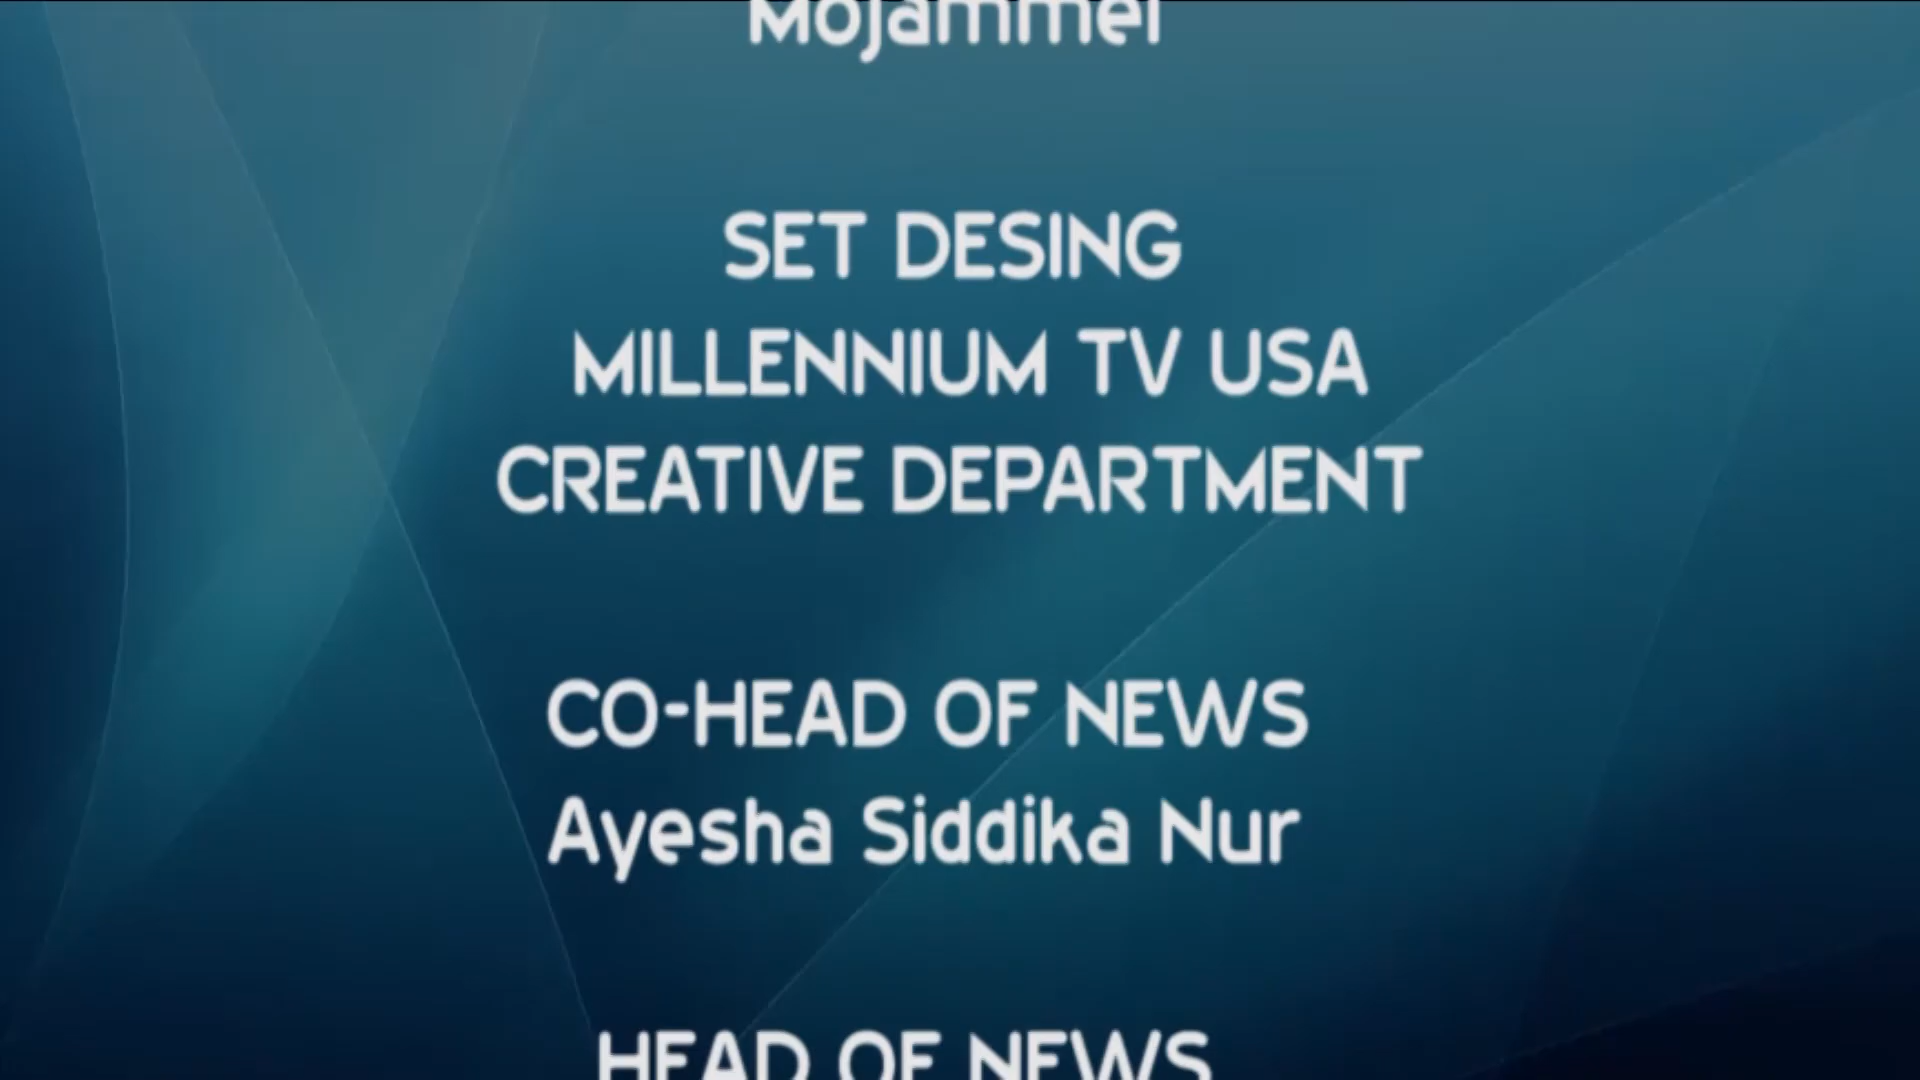 Mojammel
SET DESING
MILLENNIUM TV USA
CREATIVE DEPARTMENT
CO-HEAD OF NEWS
Ayesha Siddika Nur
HEAD OF NEWS